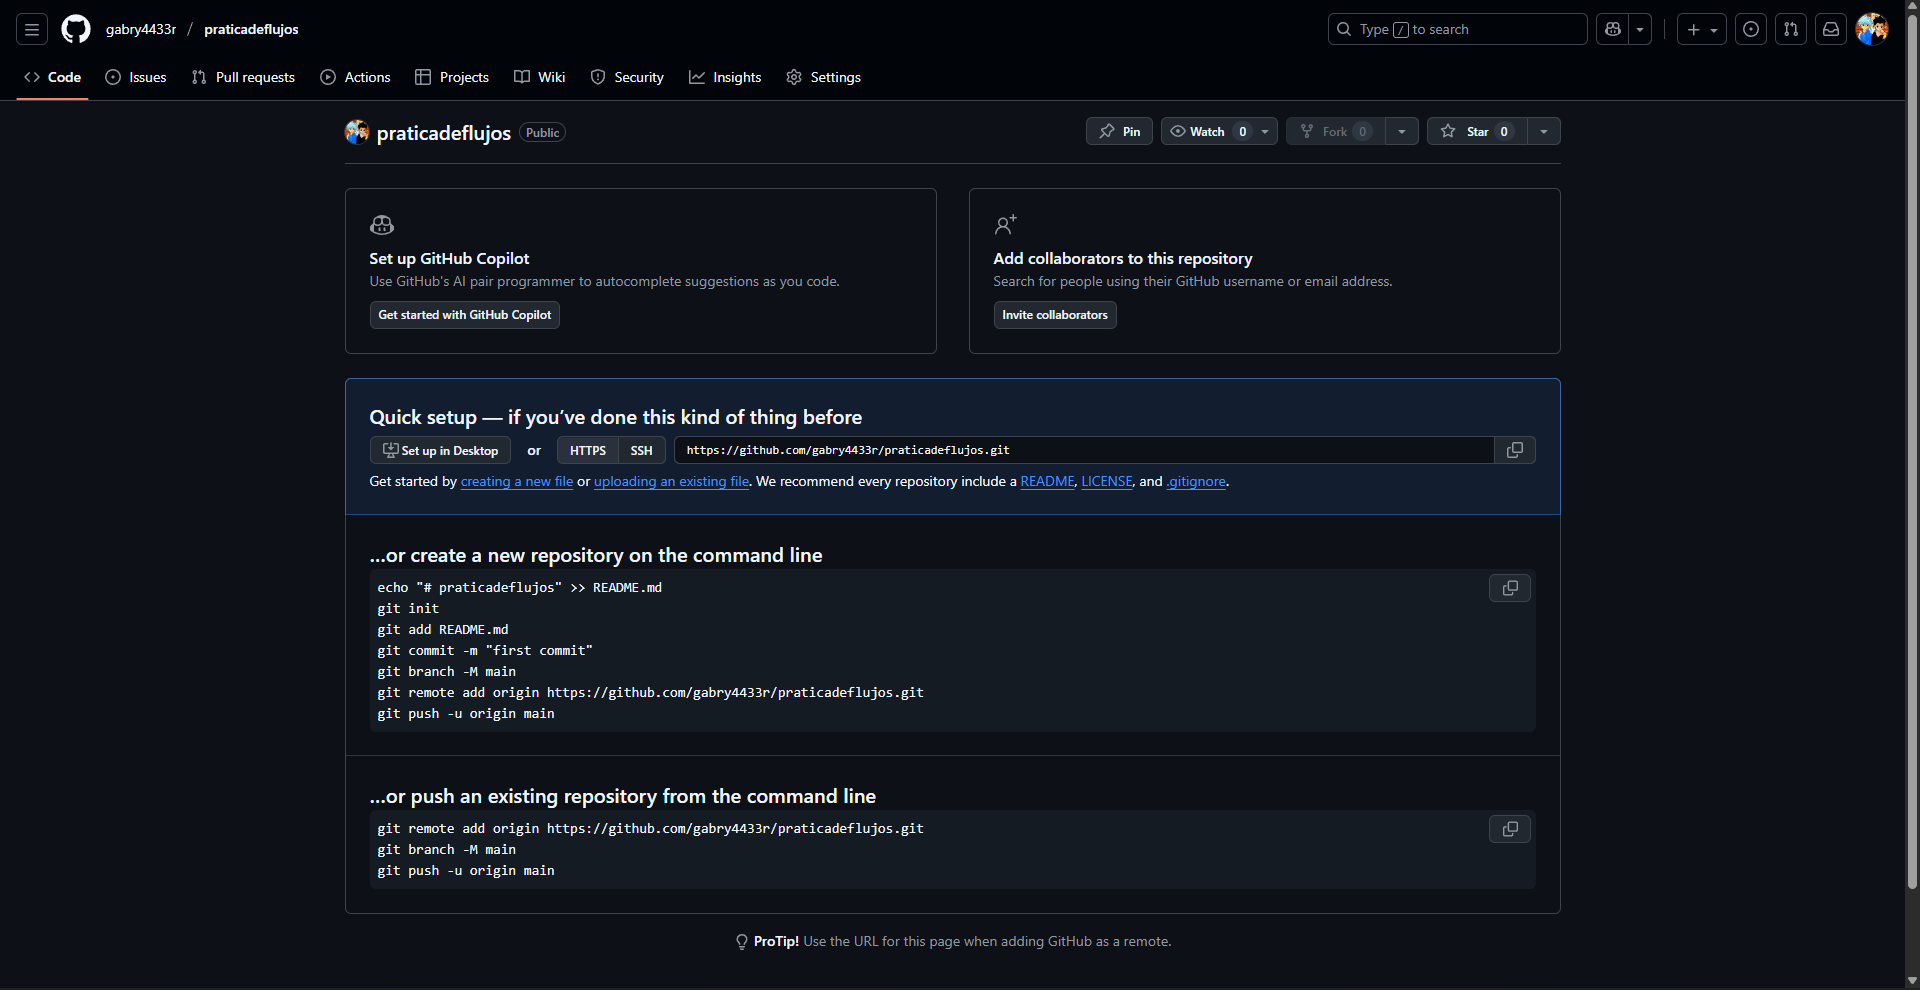 gabry4433r / praticadeflujos
Type / to search
Code Issues Pull requests Actions Projects Wiki Security Insights Settings
praticadeflujos Public
Pin Watch 0 Fork 0 Star 0
Set up GitHub Copilot
Use GitHub's AI pair programmer to autocomplete suggestions as you code.
Get started with GitHub Copilot
Add collaborators to this repository
Search for people using their GitHub username or email address.
Invite collaborators
Quick setup — if you’ve done this kind of thing before
Set up in Desktop or HTTPS SSH https://github.com/gabry4433r/praticadeflujos.git
Get started by creating a new file or uploading an existing file. We recommend every repository include a README, LICENSE, and .gitignore.
…or create a new repository on the command line
echo "# praticadeflujos" >> README.md
git init
git add README.md
git commit -m "first commit"
git branch -M main
git remote add origin https://github.com/gabry4433r/praticadeflujos.git
git push -u origin main
…or push an existing repository from the command line
git remote add origin https://github.com/gabry4433r/praticadeflujos.git
git branch -M main
git push -u origin main
ProTip! Use the URL for this page when adding GitHub as a remote.